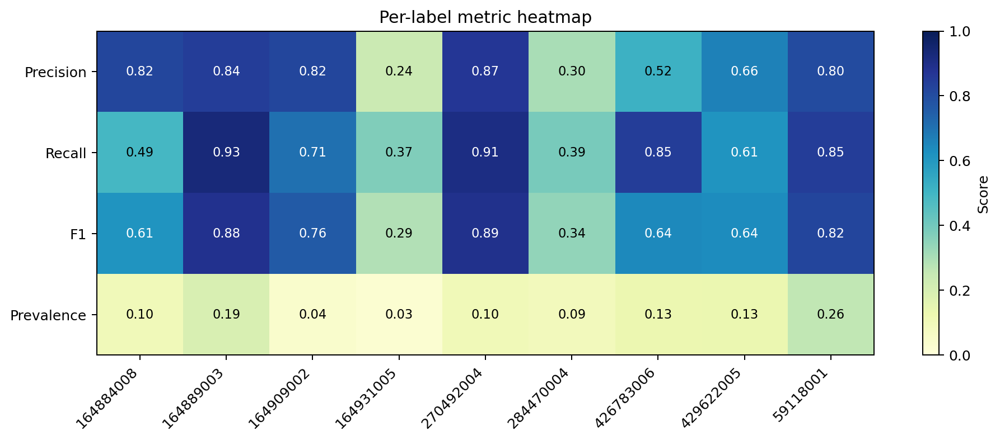 Per-label metric heatmap
Precision 0.82 0.84 0.82 0.24 0.87 0.30 0.52 0.66 0.80
Recall 0.49 0.93 0.71 0.37 0.91 0.39 0.85 0.61 0.85
F1 0.61 0.88 0.76 0.29 0.89 0.34 0.64 0.64 0.82
Prevalence 0.10 0.19 0.04 0.03 0.10 0.09 0.13 0.13 0.26
164884008 164889003 164909002 164931005 270492004 284470004 426783006 429622005 59118001
1.0
0.8
0.6
0.4
0.2
0.0
Score